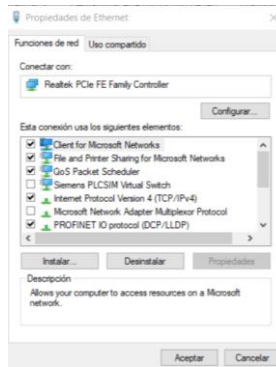 Propiedades de Ethernet
Funciones de red Uso compartido
Conectar con:
Realtek PCIe FE Family Controller
Configurar...
Esta conexión usa los siguientes elementos:
Client for Microsoft Networks
File and Printer Sharing for Microsoft Networks
QoS Packet Scheduler
Siemens PLCSIM Virtual Switch
Internet Protocol Version 4 (TCP/IPv4)
Microsoft Network Adapter Multiplexor Protocol
PROFINET IO protocol (DCP/LLDP)
Instalar... Desinstalar Propiedades
Descripción
Allows your computer to access resources on a Microsoft
network.
Aceptar Cancelar